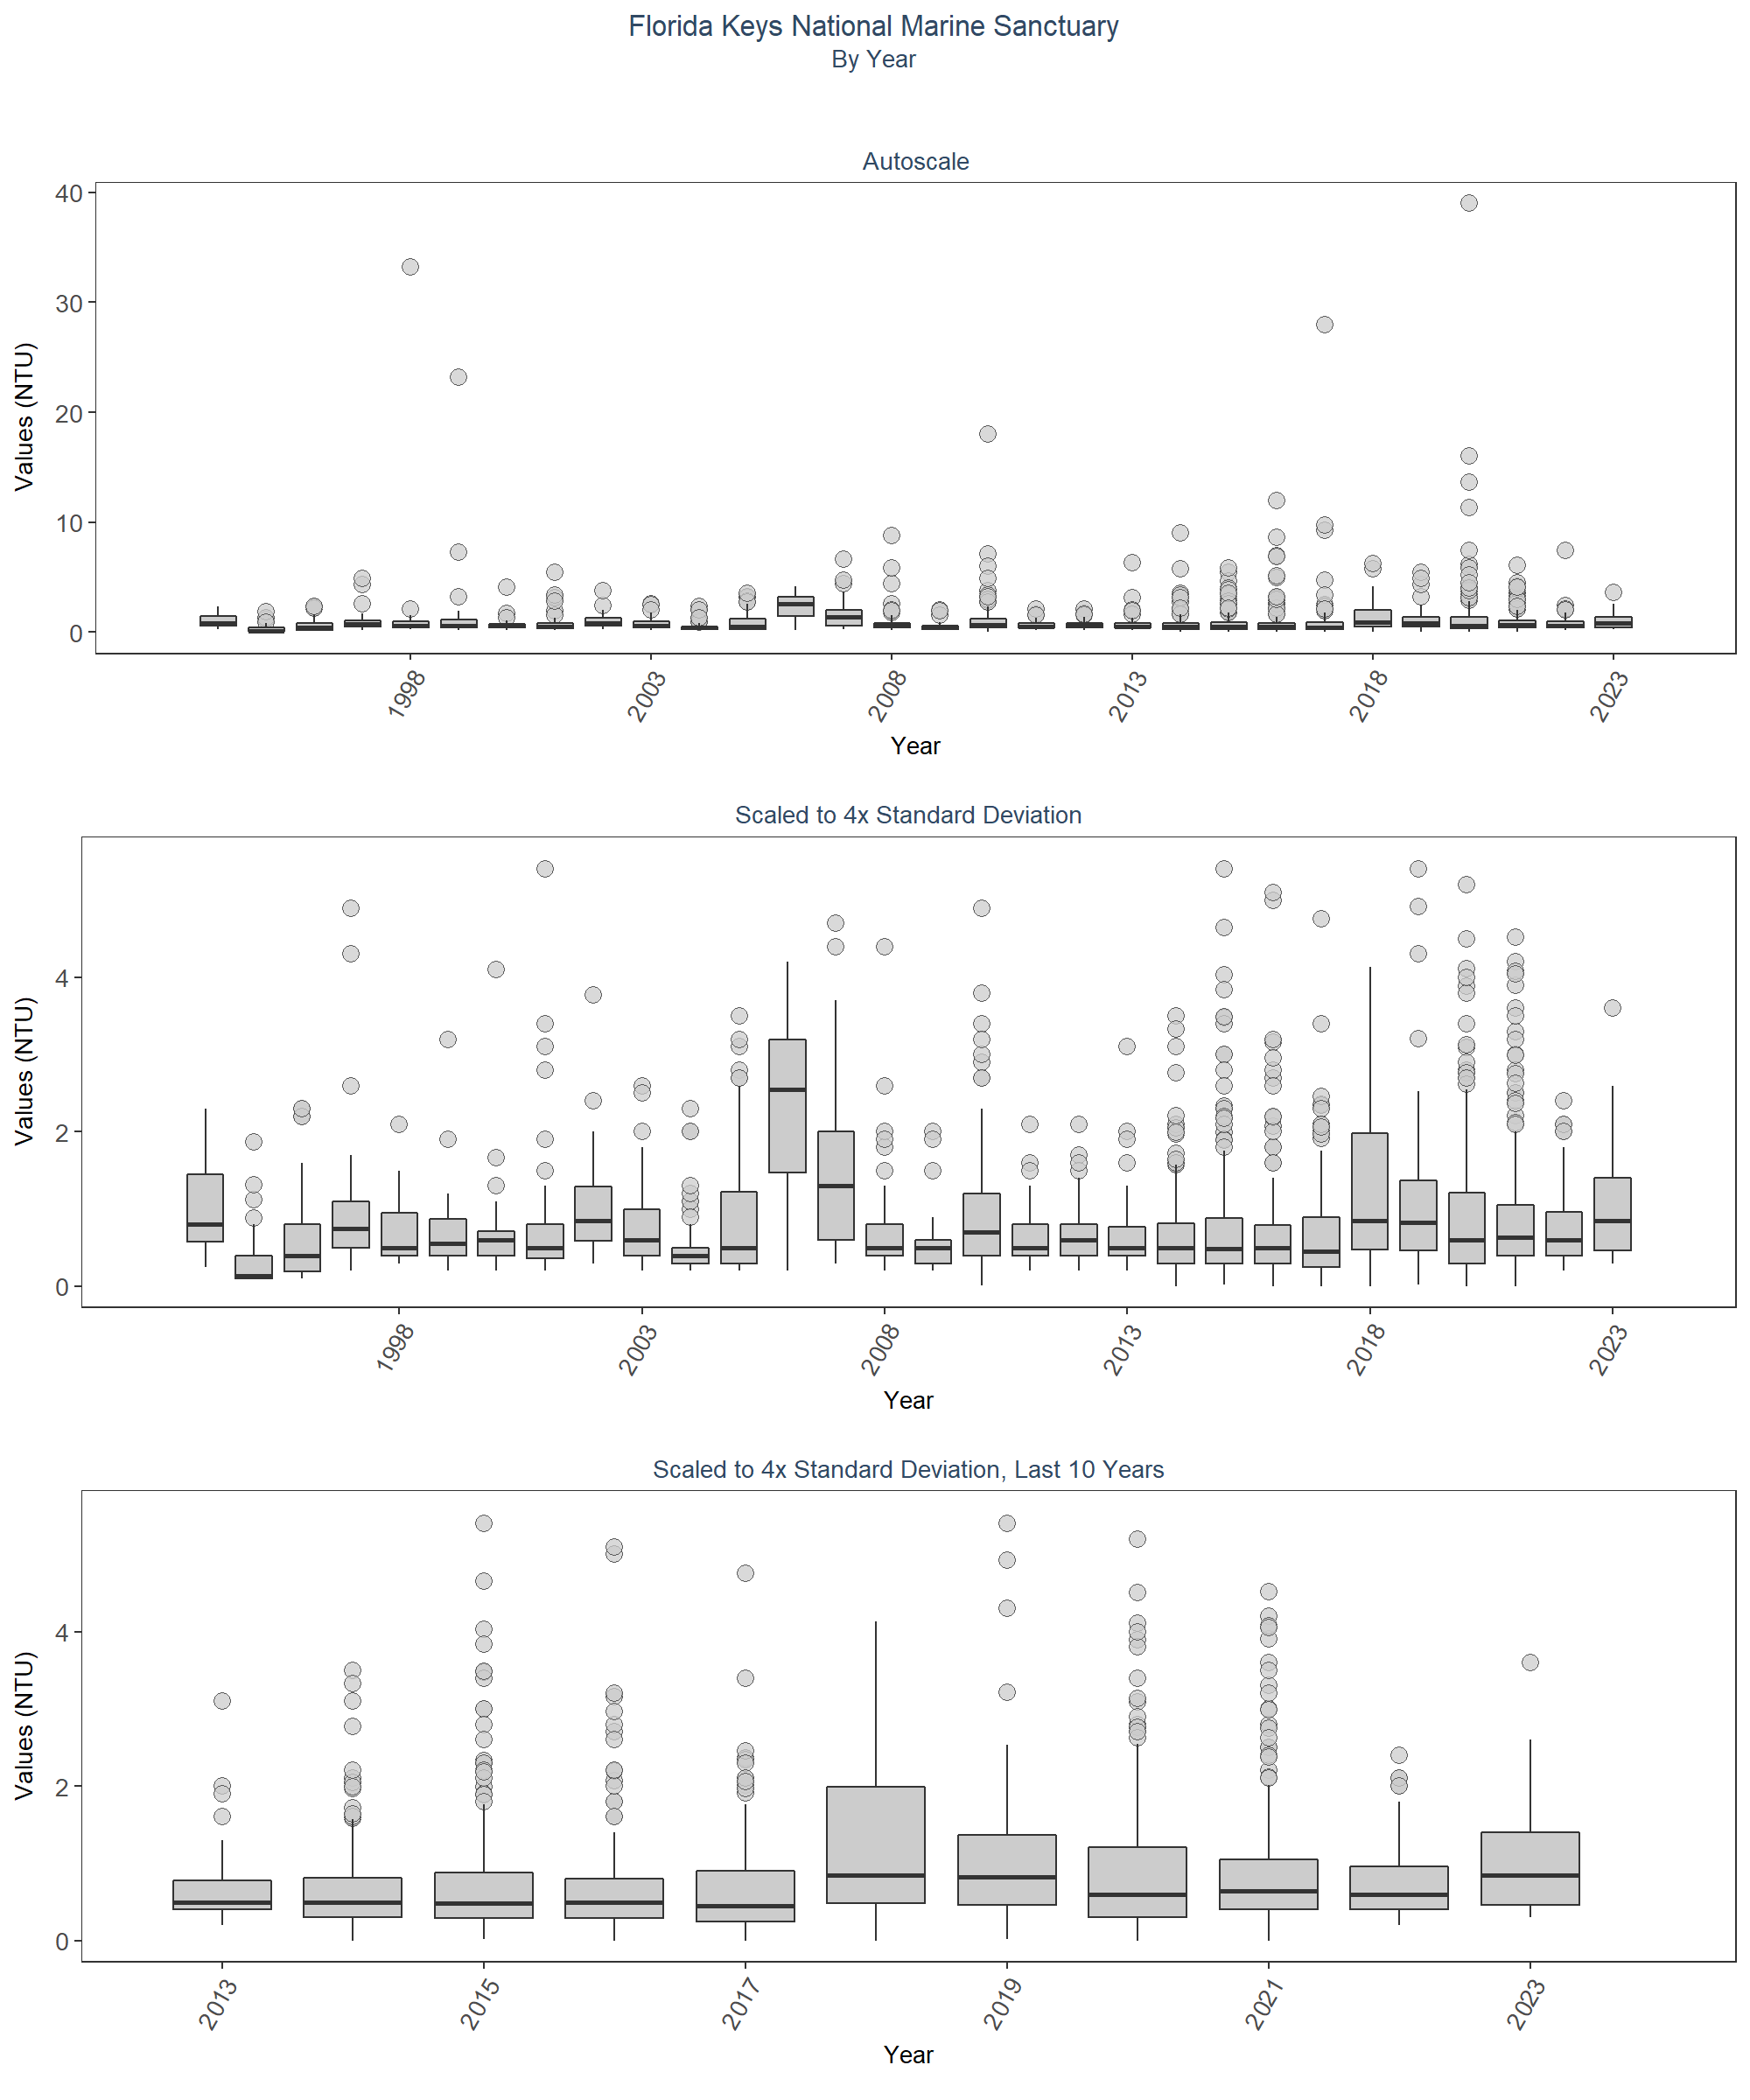 Florida Keys National Marine Sanctuary
By Year
Autoscale
Values (NTU)
40
30
20
10
0
1998
2003
2008
2013
2018
2023
Year
Scaled to 4x Standard Deviation
Values (NTU)
4
2
0
1998
2003
2008
2013
2018
2023
Year
Scaled to 4x Standard Deviation, Last 10 Years
Values (NTU)
4
2
0
2013
2015
2017
2019
2021
2023
Year